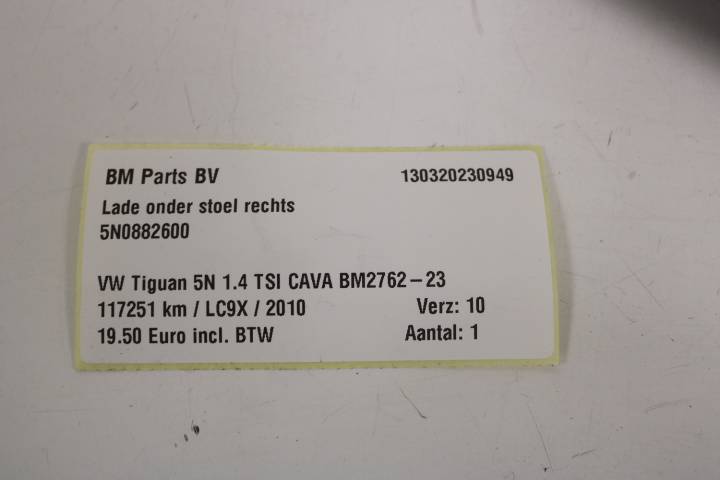 BM Parts BV 130320230949
Lade onder stoel rechts
5N0882600
VW Tiguan 5N 1.4 TSI CAVA BM2762-23
117251 km / LC9X / 2010 Verz: 10
19.50 Euro incl. BTW Aantal: 1